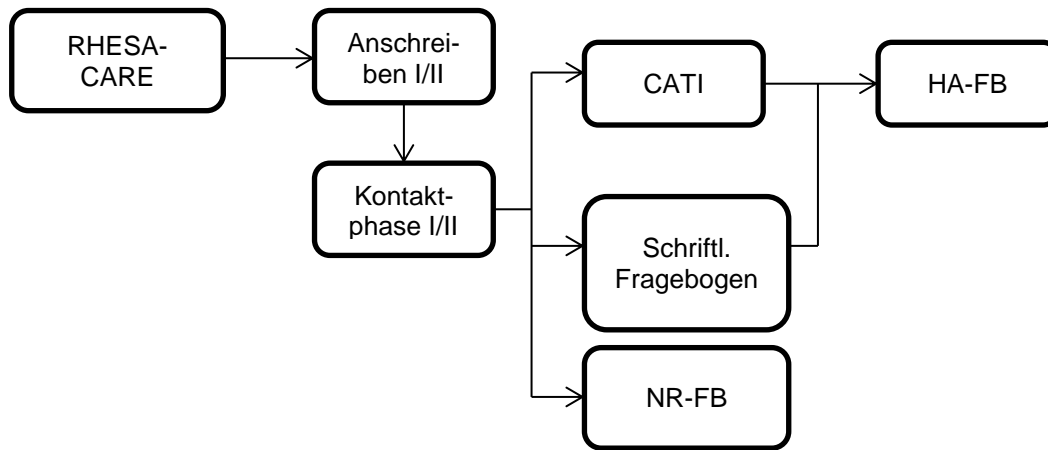 RHESA-
CARE
Anschrei-
ben I/II
Kontakt-
phase I/II
CATI
Schriftl.
Fragebogen
NR-FB
HA-FB